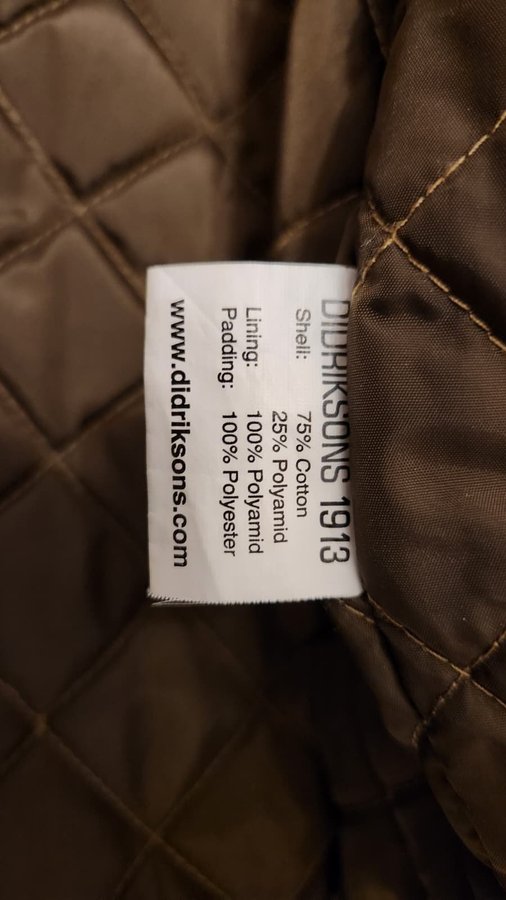 DIDRIKSONS 1913
Shell: 75% Cotton
25% Polyamid
Lining: 100% Polyamid
Padding: 100% Polyester
www.didriksons.com